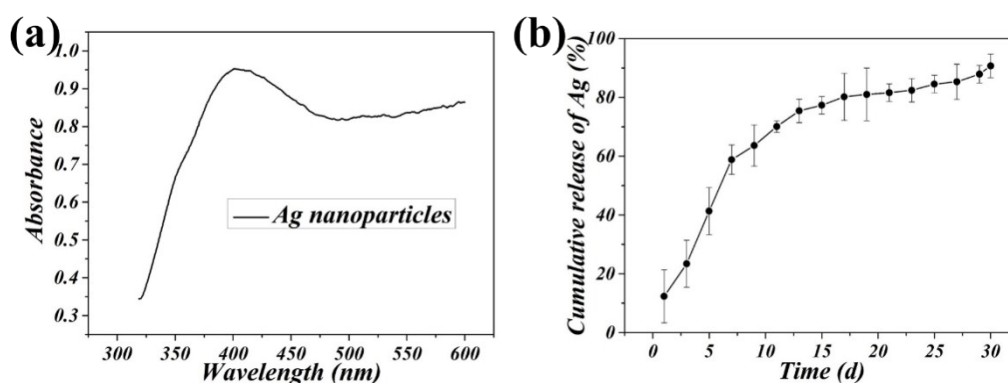 (a)
Absorbance
1.0
0.9
0.8
0.7
0.6
0.5
0.4
0.3
Ag nanoparticles
300 350 400 450 500 550 600
Wavelength (nm)
(b)
Cumulative release of Ag (%)
100
80
60
40
20
0
0 5 10 15 20 25 30
Time (d)